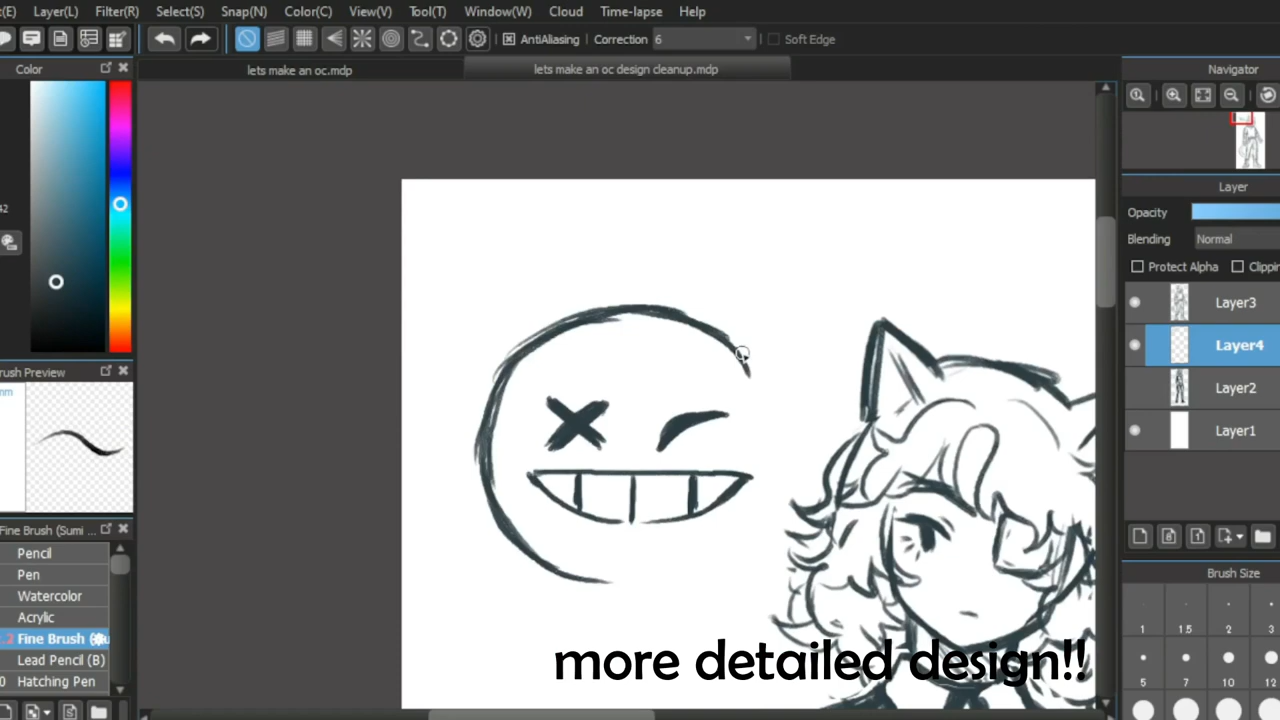 (E) Layer(L) Filter(R) Select(S) Snap(N) Color(C) View(V) Tool(T) Window(W) Cloud Time-lapse Help
AntiAliasing Correction 6 Soft Edge
Color lets make an oc.mdp lets make an oc design cleanup.mdp Navigator
Layer
42
Opacity
Blending Normal
Protect Alpha Clippin
Layer3
Layer4
Brush Preview
mm
Layer2
Layer1
Fine Brush (Sumi ...
Pencil
Pen
Watercolor
Acrylic
Fine Brush
Lead Pencil (B)
Hatching Pen
Brush Size
1 1.5 2 3
5 7 10 12
more detailed design!!